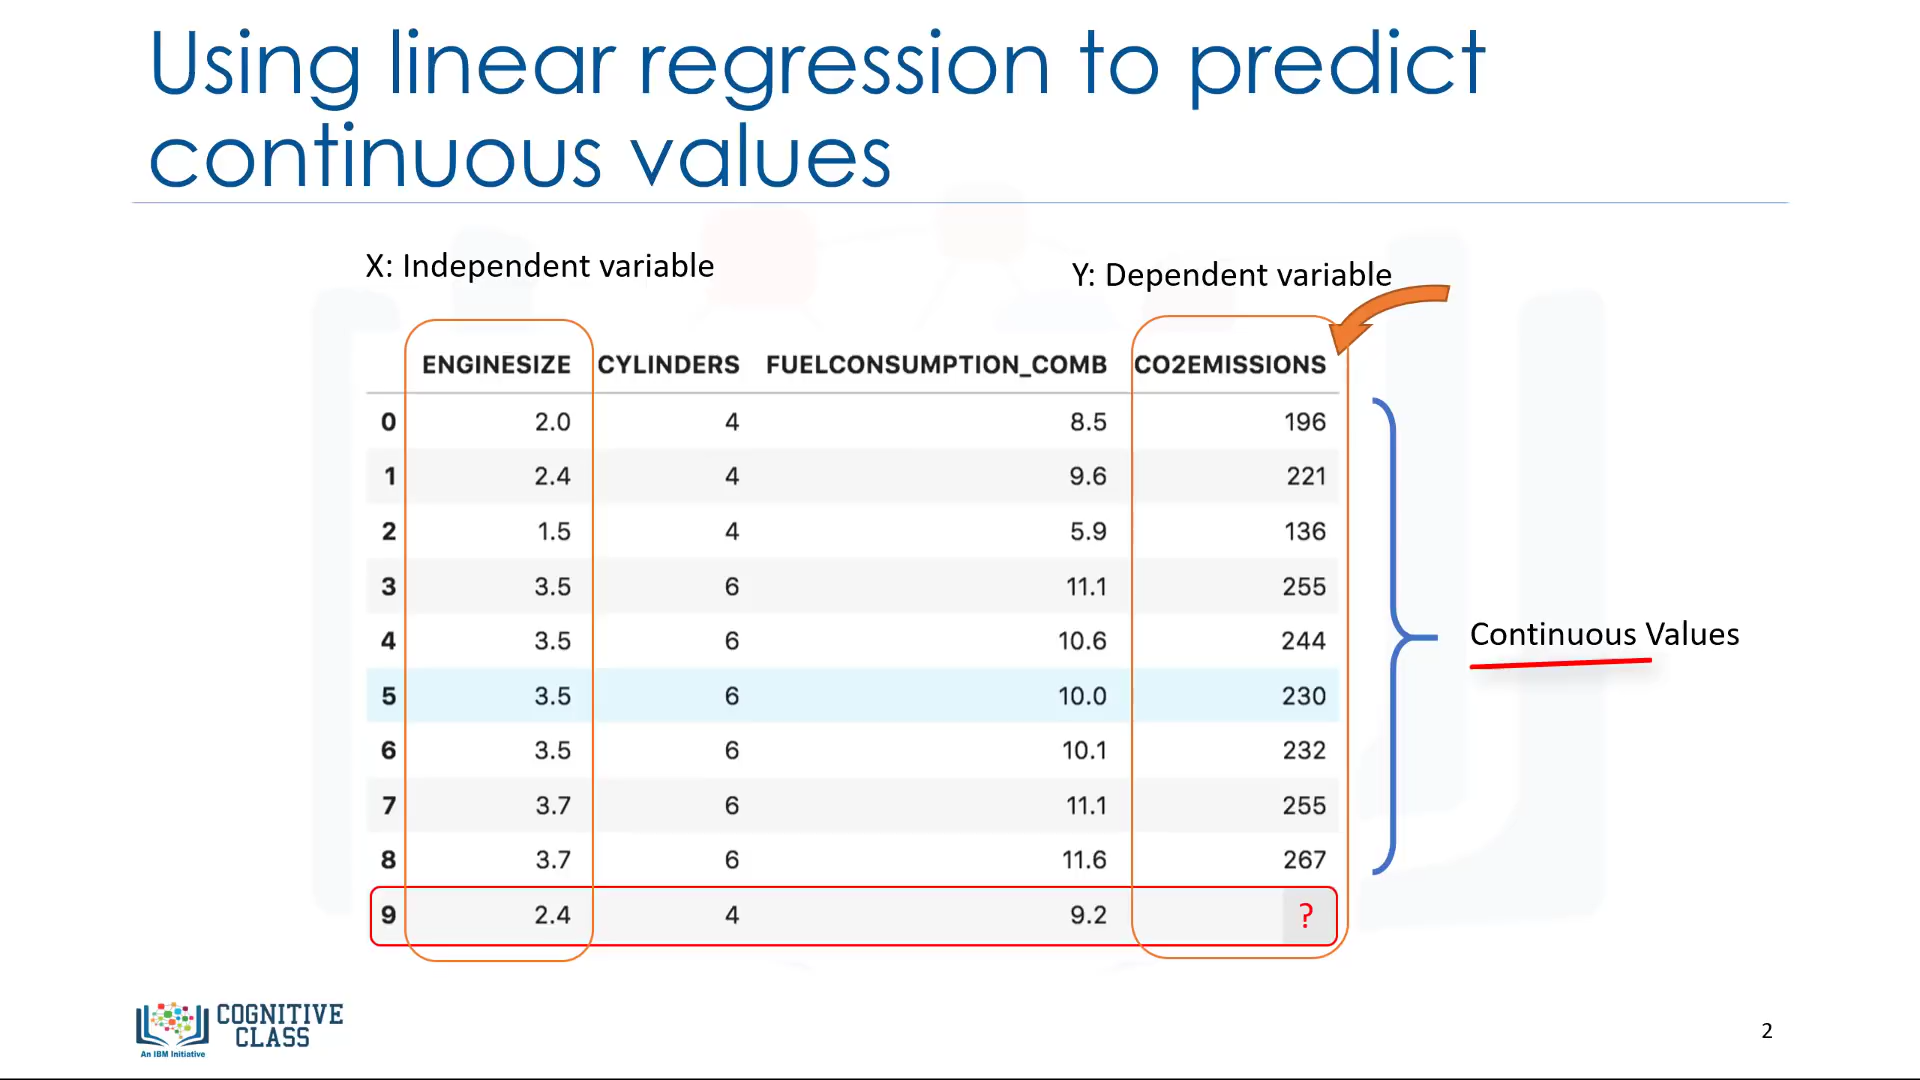 Using linear regression to predict
continuous values
X: Independent variable
Y: Dependent variable
ENGINESIZE CYLINDERS FUELCONSUMPTION_COMB CO2EMISSIONS
0 2.0 4 8.5 196
1 2.4 4 9.6 221
2 1.5 4 5.9 136
3 3.5 6 11.1 255
4 3.5 6 10.6 244
5 3.5 6 10.0 230
6 3.5 6 10.1 232
7 3.7 6 11.1 255
8 3.7 6 11.6 267
9 2.4 4 9.2 ?
Continuous Values
COGNITIVE
CLASS
An IBM Initiative
2